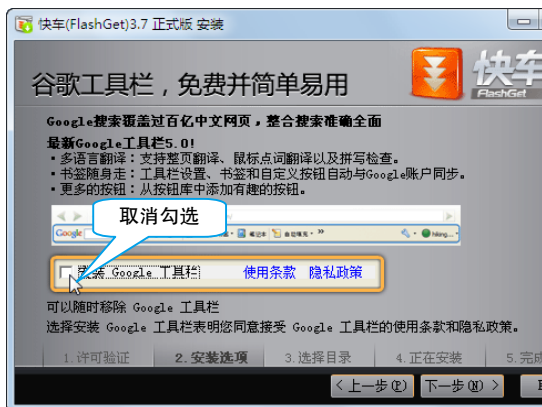 快车(FlashGet)3.7 正式版 安装
谷歌工具栏，免费并简单易用
快车
FlashGet
Google搜索覆盖过百亿中文网页，整合搜索准确全面
最新Google工具栏5.0!
·多语言翻译：支持整页翻译、鼠标点词翻译以及拼写检查。
·书签随身走：工具栏设置、书签和自定义按钮自动与Google账户同步。
·更多的按钮：从按钮库中添加有趣的按钮。
取消勾选
Google
安装 Google 工具栏 使用条款 隐私政策
可以随时移除 Google 工具栏
选择安装 Google 工具栏表明您同意接受 Google 工具栏的使用条款和隐私政策。
1.许可验证 2.安装选项 3.选择目录 4.正在安装 5.完成
<上一步(P) 下一步(N)>